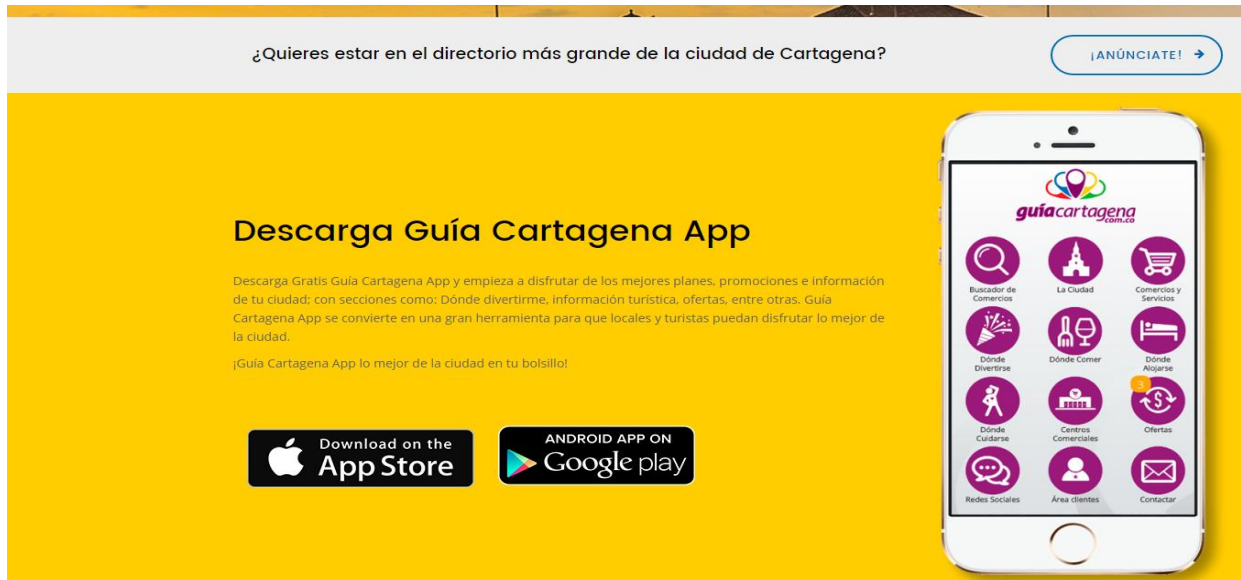 ¿Quieres estar en el directorio más grande de la ciudad de Cartagena?
¡ANÚNCIATE!
Descarga Guía Cartagena App
Descarga Gratis Guía Cartagena App y empieza a disfrutar de los mejores planes, promociones e información
de tu ciudad; con secciones como: Dónde divertirme, información turística, ofertas, entre otras. Guía
Cartagena App se convierte en una gran herramienta para que locales y turistas puedan disfrutar lo mejor de
la ciudad.
¡Guía Cartagena App lo mejor de la ciudad en tu bolsillo!
Download on the
App Store
ANDROID APP ON
Google play
guíacartagena
.com.co
Buscador de
Comercios
La Ciudad
Comercios y
Servicios
Dónde
Divertirse
Dónde Comer
Dónde
Alojarse
Dónde
Cuidarse
Centros
Comerciales
3
Ofertas
Redes Sociales
Área clientes
Contactar